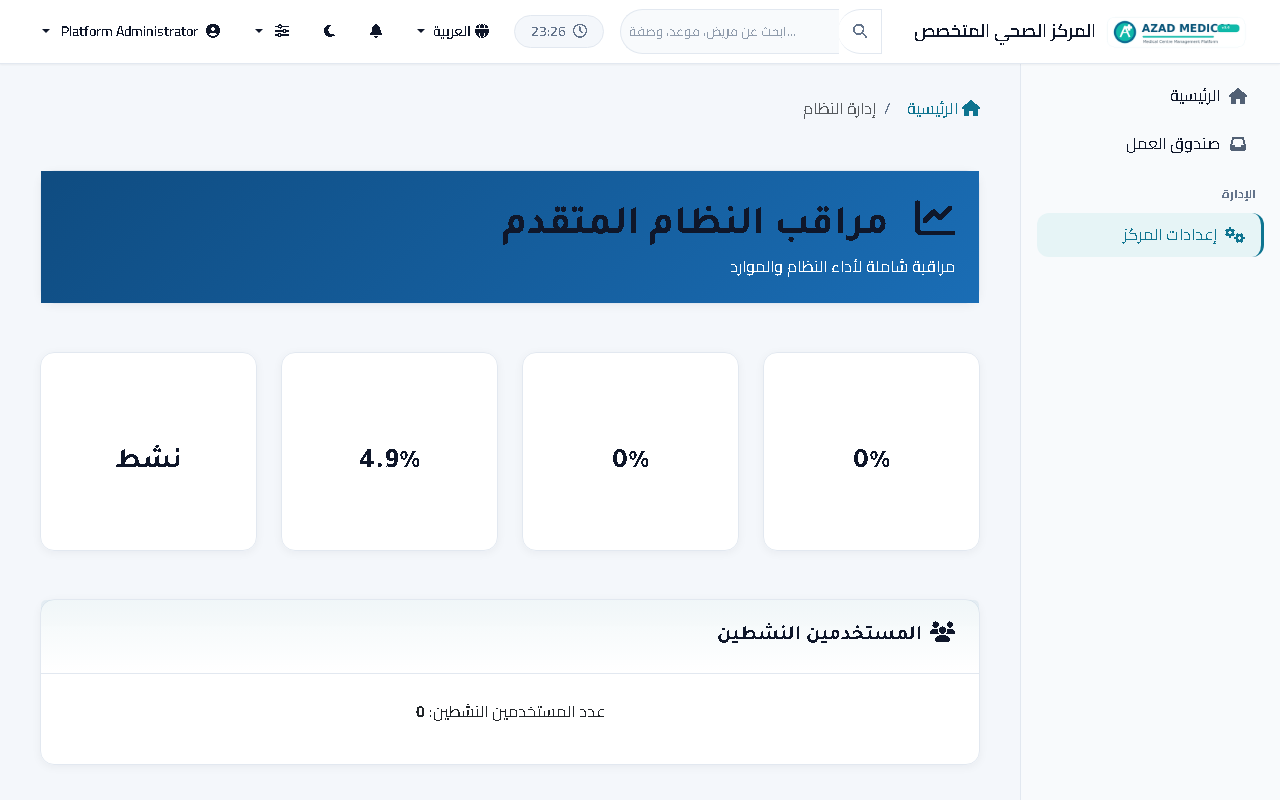 AZAD MEDIC
Medical Centre Management Platform
المركز الصحي المتخصص
ابحث عن مريض، موعد، وصفة...
23:26
العربية
Platform Administrator
الرئيسية
صندوق العمل
الإدارة
إعدادات المركز
الرئيسية / إدارة النظام
مراقب النظام المتقدم
مراقبة شاملة لأداء النظام والموارد
0%
0%
4.9%
نشط
المستخدمين النشطين
عدد المستخدمين النشطين: 0